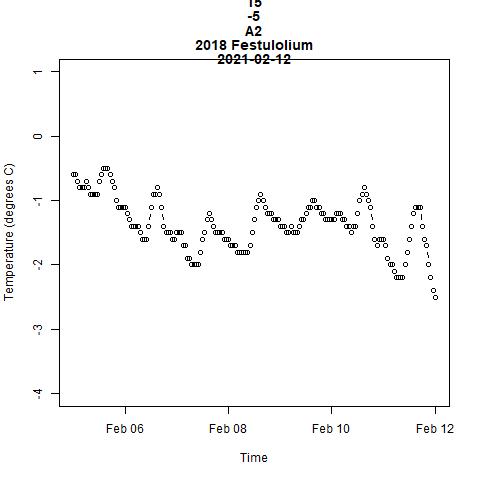 15
-5
A2
2018 Festulolium
2021-02-12
Temperature (degrees C)
1
0
-1
-2
-3
-4
Feb 06
Feb 08
Feb 10
Feb 12
Time